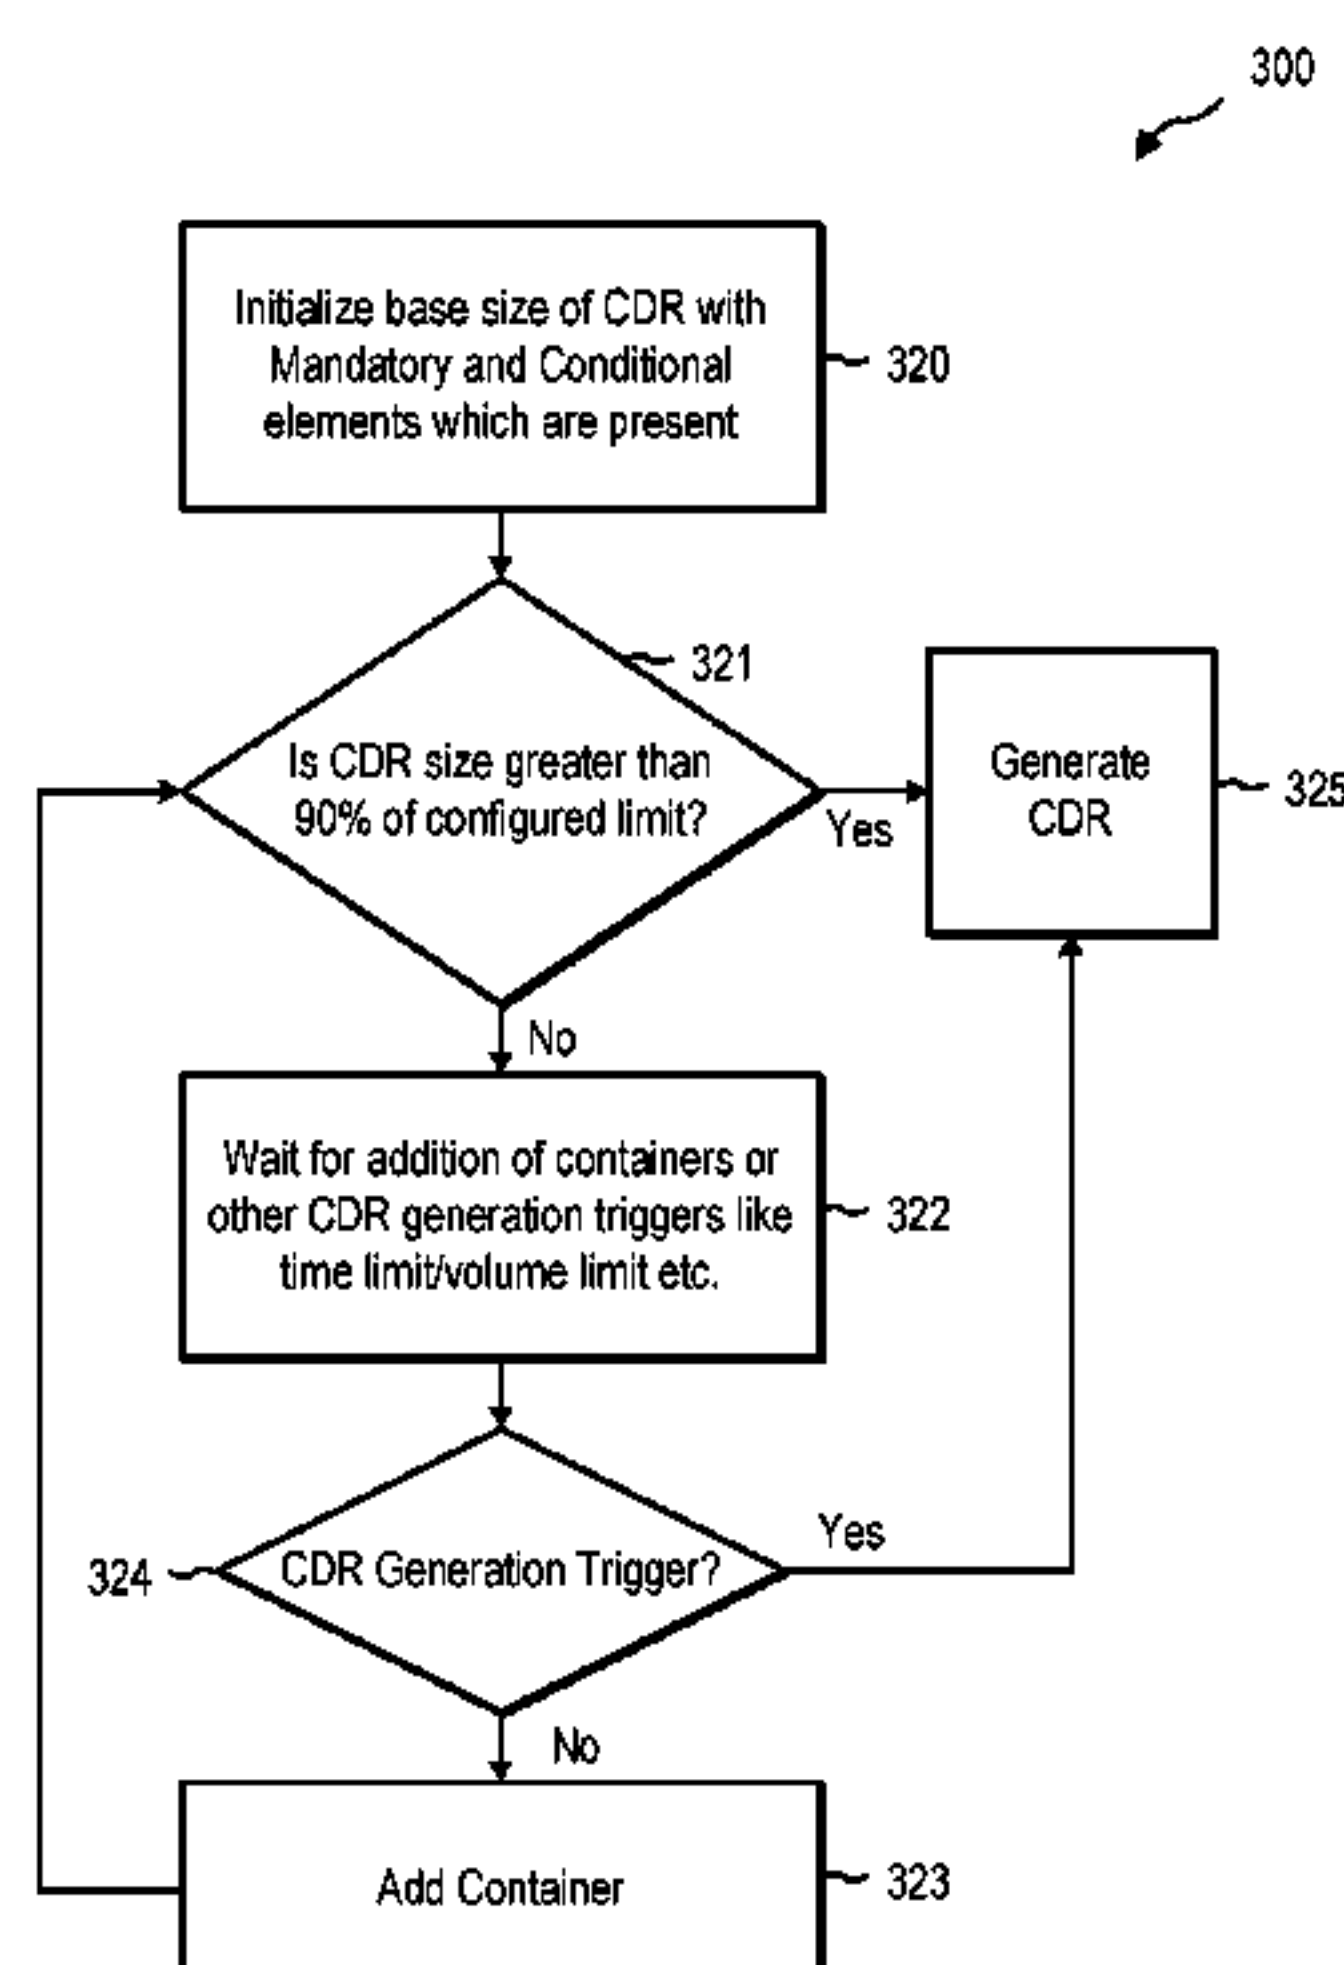 300
Initialize base size of CDR with
Mandatory and Conditional
elements which are present
320
321
Is CDR size greater than
90% of configured limit?
Yes
Generate
CDR
325
No
Wait for addition of containers or
other CDR generation triggers like
time limit/volume limit etc.
322
324
CDR Generation Trigger?
Yes
No
Add Container
323